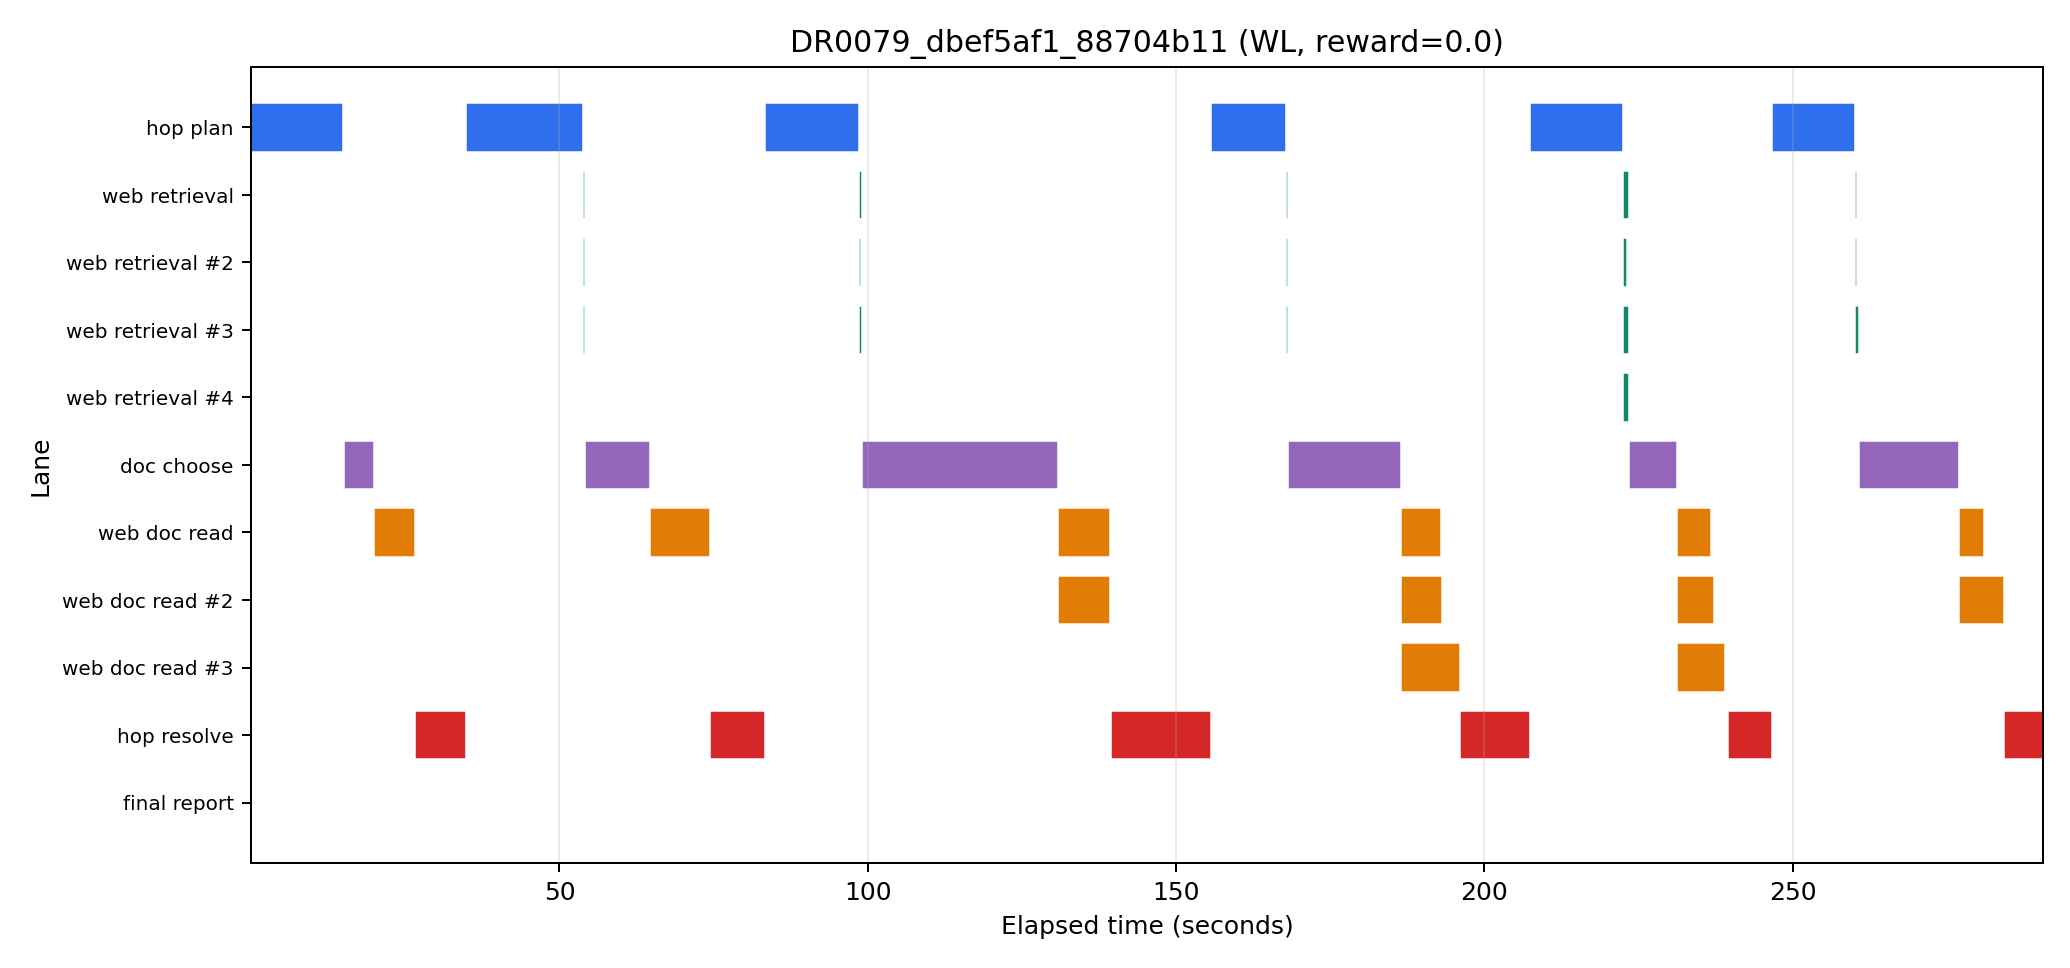 DR0079_dbef5af1_88704b11 (WL, reward=0.0)
hop plan
web retrieval
web retrieval #2
web retrieval #3
web retrieval #4
doc choose
web doc read
web doc read #2
web doc read #3
hop resolve
final report
Lane
50
100
150
200
250
Elapsed time (seconds)